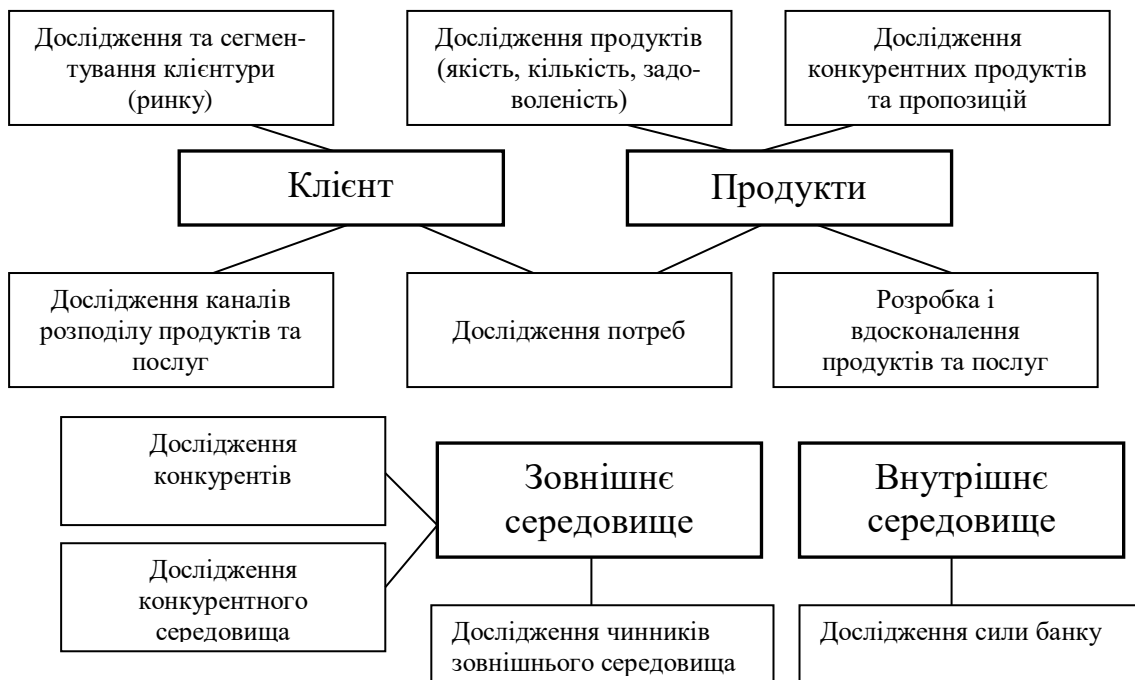 Дослідження та сегмен-
тування клієнтури
(ринку)
Дослідження продуктів
(якість, кількість, задо-
воленість)
Дослідження
конкурентних продуктів
та пропозицій
Клієнт
Продукти
Дослідження каналів
розподілу продуктів та
послуг
Дослідження потреб
Розробка і
вдосконалення
продуктів та послуг
Дослідження
конкурентів
Зовнішнє
середовище
Внутрішнє
середовище
Дослідження
конкурентного
середовища
Дослідження чинників
зовнішнього середовища
Дослідження сили банку